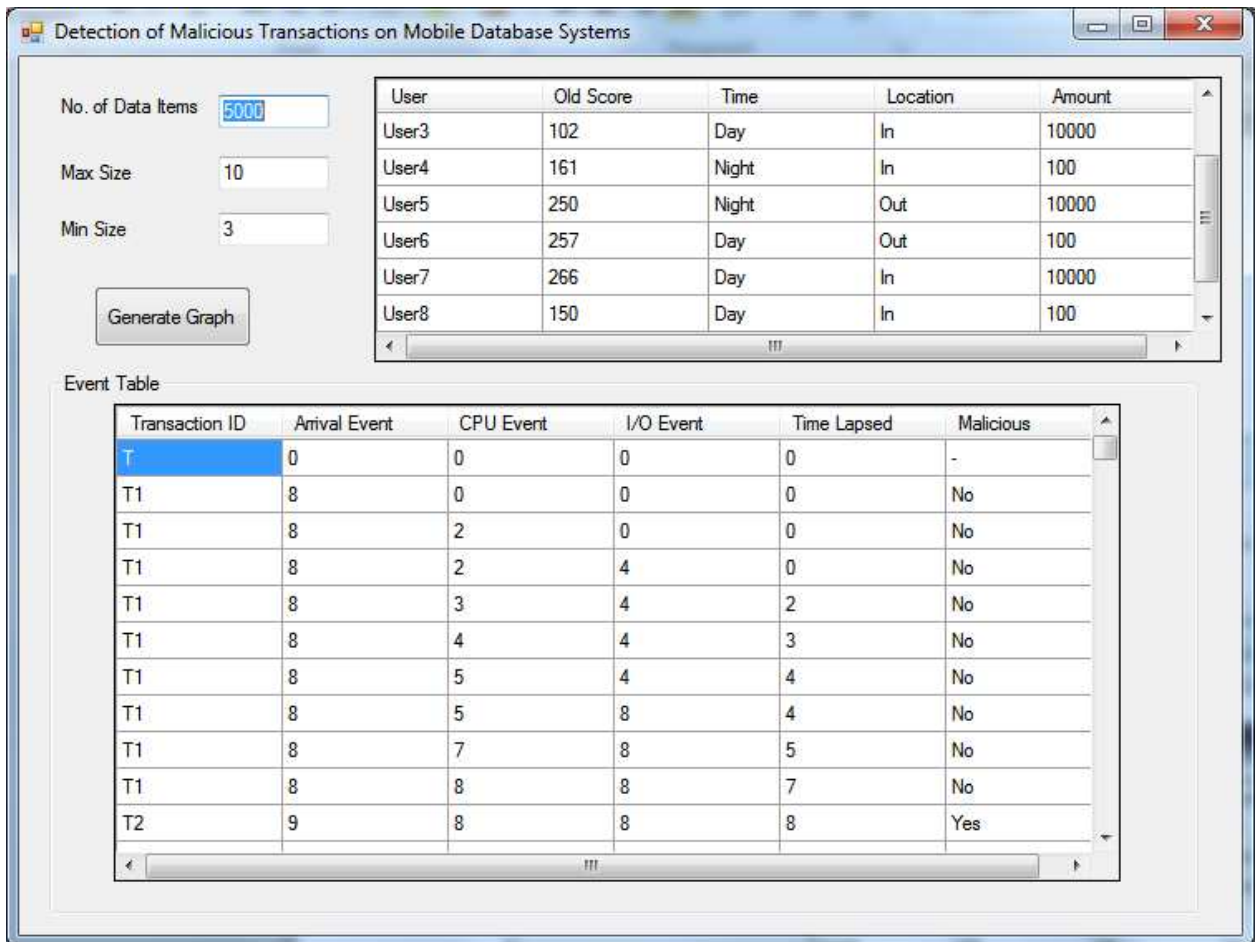 Detection of Malicious Transactions on Mobile Database Systems
No. of Data Items 5000
Max Size 10
Min Size 3
Generate Graph
User Old Score Time Location Amount
User3 102 Day In 10000
User4 161 Night In 100
User5 250 Night Out 10000
User6 257 Day Out 100
User7 266 Day In 10000
User8 150 Day In 100
Event Table
Transaction ID Arrival Event CPU Event I/O Event Time Lapsed Malicious
T 0 0 0 0 -
T1 8 0 0 0 No
T1 8 2 0 0 No
T1 8 2 4 0 No
T1 8 3 4 2 No
T1 8 4 4 3 No
T1 8 5 4 4 No
T1 8 5 8 4 No
T1 8 7 8 5 No
T1 8 8 8 7 No
T2 9 8 8 8 Yes